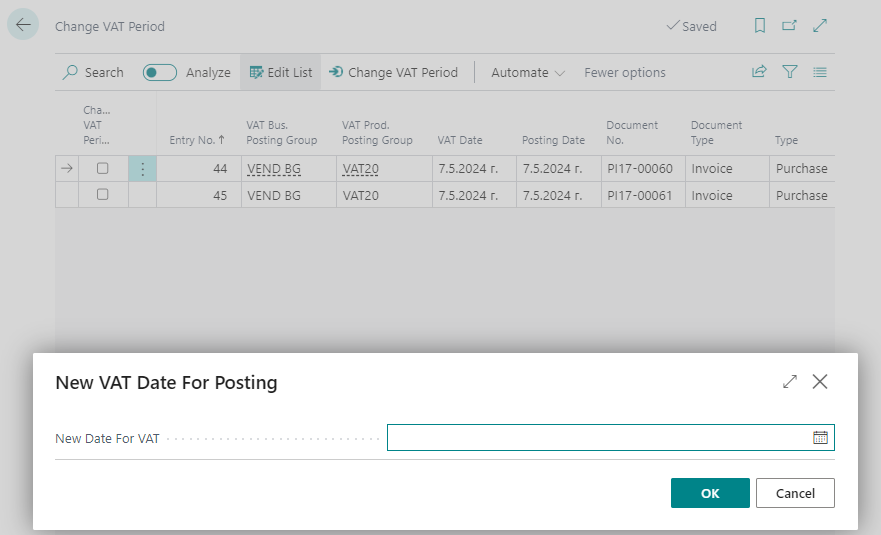 Change VAT Period
Saved
Search Analyze Edit List Change VAT Period Automate Fewer options
Cha...
VAT
Peri...
Entry No. ↑
VAT Bus.
Posting Group
VAT Prod.
Posting Group
VAT Date
Posting Date
Document
No.
Document
Type
Type
44 VEND BG VAT20 7.5.2024 г. 7.5.2024 г. PI17-00060 Invoice Purchase
45 VEND BG VAT20 7.5.2024 г. 7.5.2024 г. PI17-00061 Invoice Purchase
New VAT Date For Posting
New Date For VAT
OK Cancel